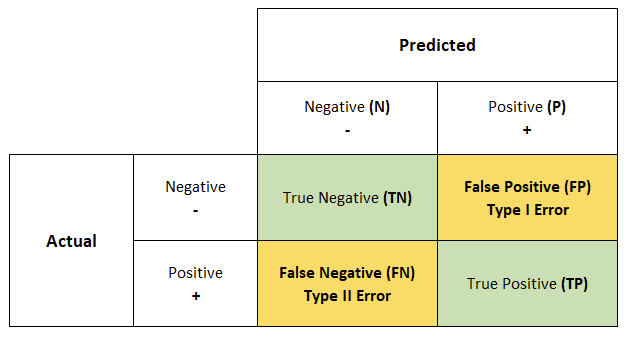 Predicted
Negative (N)
-
Positive (P)
+
Actual
Negative
-
True Negative (TN)
False Positive (FP)
Type I Error
Positive
+
False Negative (FN)
Type II Error
True Positive (TP)